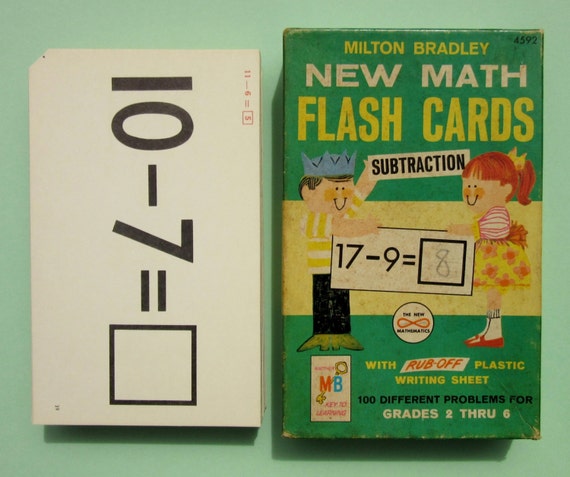 11 - 6 = 5
10 - 7 =
4592
MILTON BRADLEY
NEW MATH
FLASH CARDS
SUBTRACTION
17 - 9 = 8
THE NEW
MATHEMATICS
WITH RUB-OFF PLASTIC
WRITING SHEET
ANOTHER
MB
KEY TO
LEARNING
100 DIFFERENT PROBLEMS FOR
GRADES 2 THRU 6